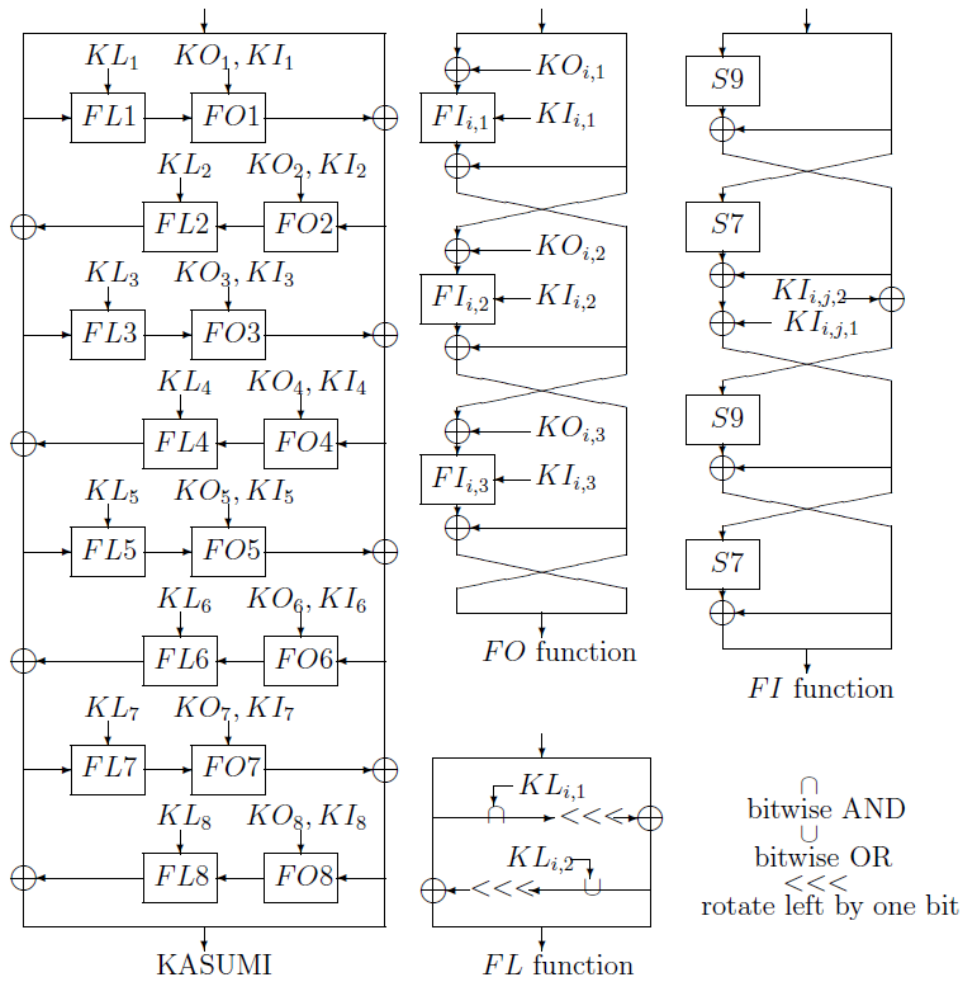 KL₁ KO₁, KI₁
FL1 FO1
KL₂ KO₂, KI₂
FL2 FO2
KL₃ KO₃, KI₃
FL3 FO3
KL₄ KO₄, KI₄
FL4 FO4
KL₅ KO₅, KI₅
FL5 FO5
KL₆ KO₆, KI₆
FL6 FO6
KL₇ KO₇, KI₇
FL7 FO7
KL₈ KO₈, KI₈
FL8 FO8
KASUMI
KOᵢ,₁
FIᵢ,₁ KIᵢ,₁
KOᵢ,₂
FIᵢ,₂ KIᵢ,₂
KOᵢ,₃
FIᵢ,₃ KIᵢ,₃
FO function
S9
S7
KIᵢ,ⱼ,₂
KIᵢ,ⱼ,₁
S9
S7
FI function
KLᵢ,₁
∩ <<<
KLᵢ,₂
<<< ∪
FL function
∩
bitwise AND
∪
bitwise OR
<<<
rotate left by one bit